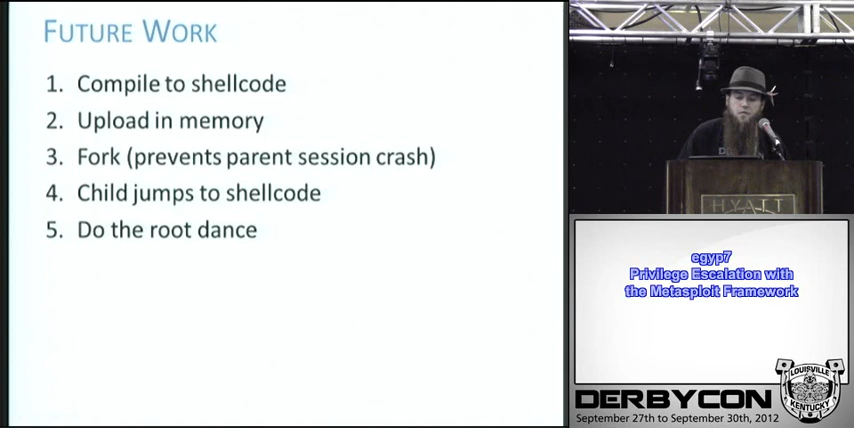 FUTURE WORK
1. Compile to shellcode
2. Upload in memory
3. Fork (prevents parent session crash)
4. Child jumps to shellcode
5. Do the root dance
HYATT
egyp7
Privilege Escalation with
the Metasploit Framework
DERBYCON
September 27th to September 30th, 2012
LOUISVILLE
KENTUCKY